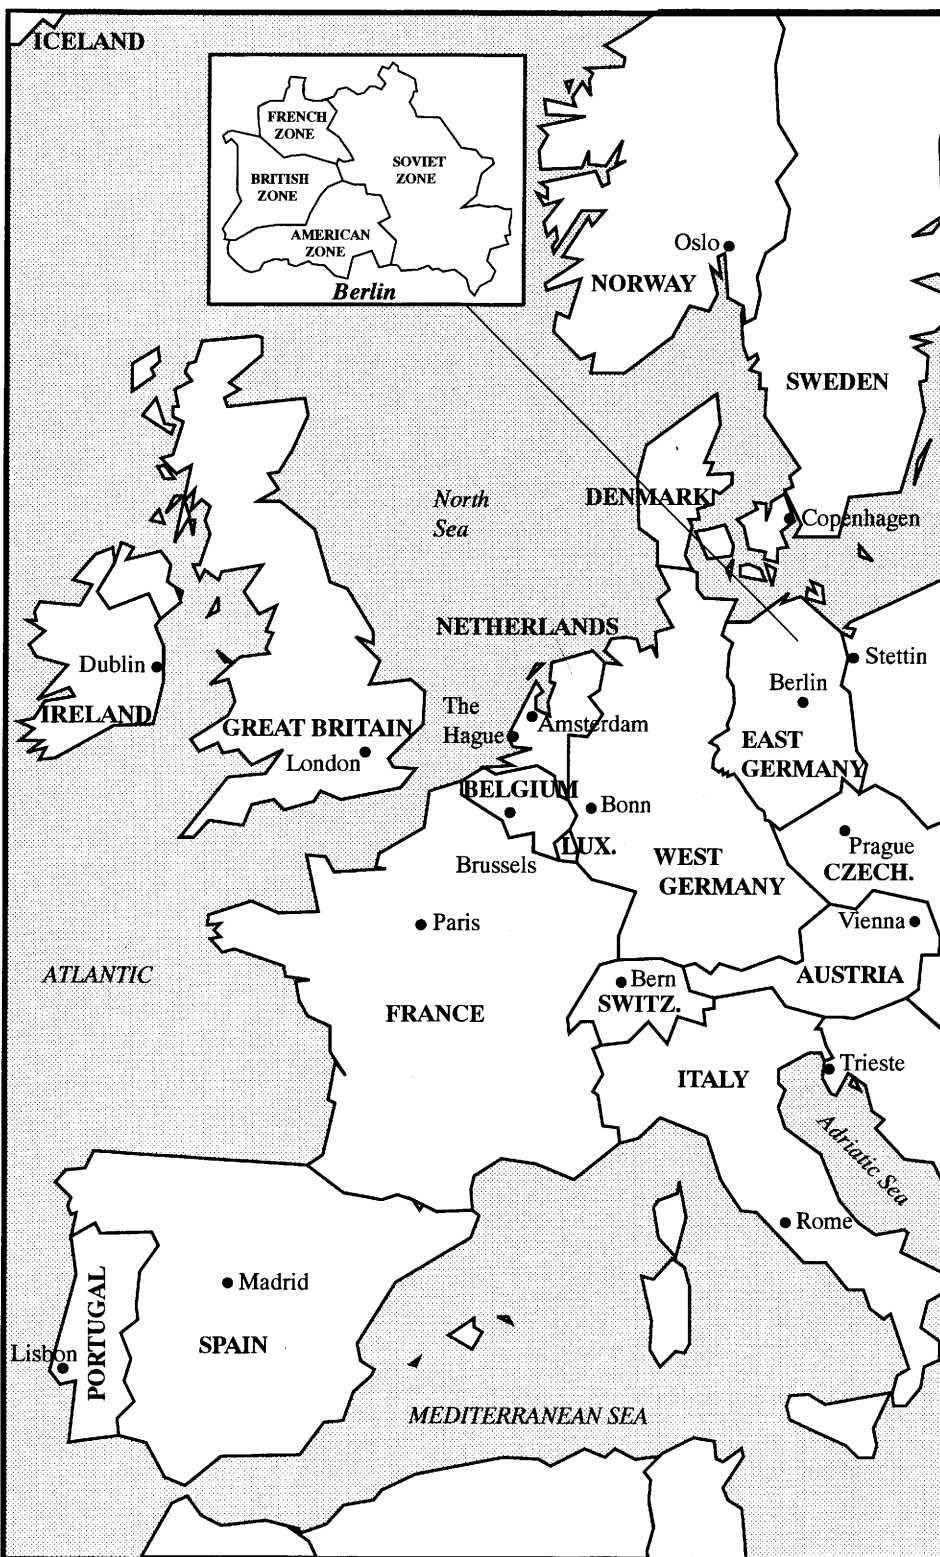 ICELAND
FRENCH
ZONE
BRITISH
ZONE
SOVIET
ZONE
AMERICAN
ZONE
Berlin
Oslo
NORWAY
SWEDEN
North
Sea
DENMARK
Copenhagen
NETHERLANDS
Dublin
Stettin
IRELAND
The
Hague
Amsterdam
Berlin
GREAT BRITAIN
London
EAST
GERMANY
BELGIUM
Bonn
Brussels
LUX.
WEST
GERMANY
Prague
CZECH.
Paris
Vienna
ATLANTIC
Bern
SWITZ.
AUSTRIA
FRANCE
ITALY
Trieste
Adriatic Sea
Rome
Madrid
PORTUGAL
SPAIN
Lisbon
MEDITERRANEAN SEA